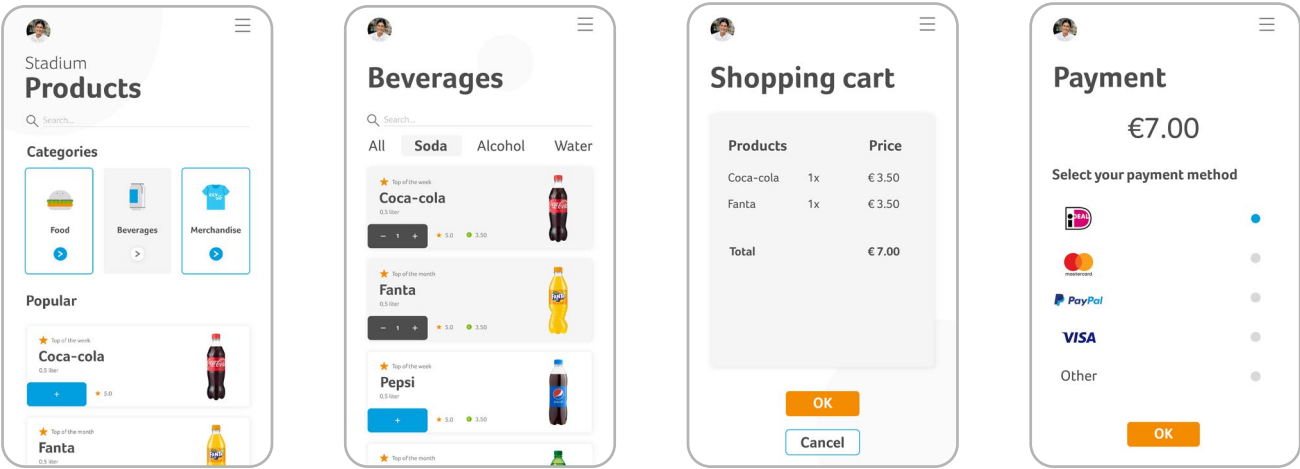 Stadium
Products
Search...
Categories
Food
Beverages
Merchandise
Popular
Top of the week
Coca-cola
0,5 liter
+
5.0
Top of the month
Fanta
0,5 liter
Beverages
Search...
All Soda Alcohol Water
Top of the week
Coca-cola
0,5 liter
− 1 + 5.0 3.50
Top of the month
Fanta
0,5 liter
− 1 + 5.0 3.50
Top of the week
Pepsi
0,5 liter
+ 5.0 3.50
Top of the month
Shopping cart
Products Price
Coca-cola 1x € 3.50
Fanta 1x € 3.50
Total € 7.00
OK
Cancel
Payment
€7.00
Select your payment method
iDEAL
mastercard
PayPal
VISA
Other
OK